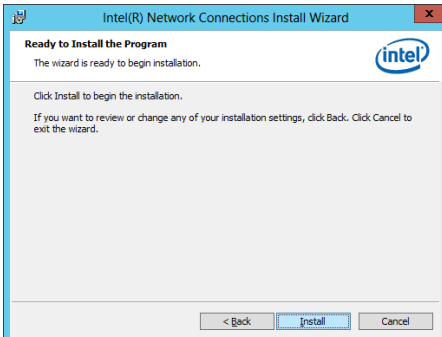 Intel(R) Network Connections Install Wizard
x
Ready to Install the Program
The wizard is ready to begin installation.
intel
Click Install to begin the installation.
If you want to review or change any of your installation settings, click Back. Click Cancel to
exit the wizard.
< Back
Install
Cancel